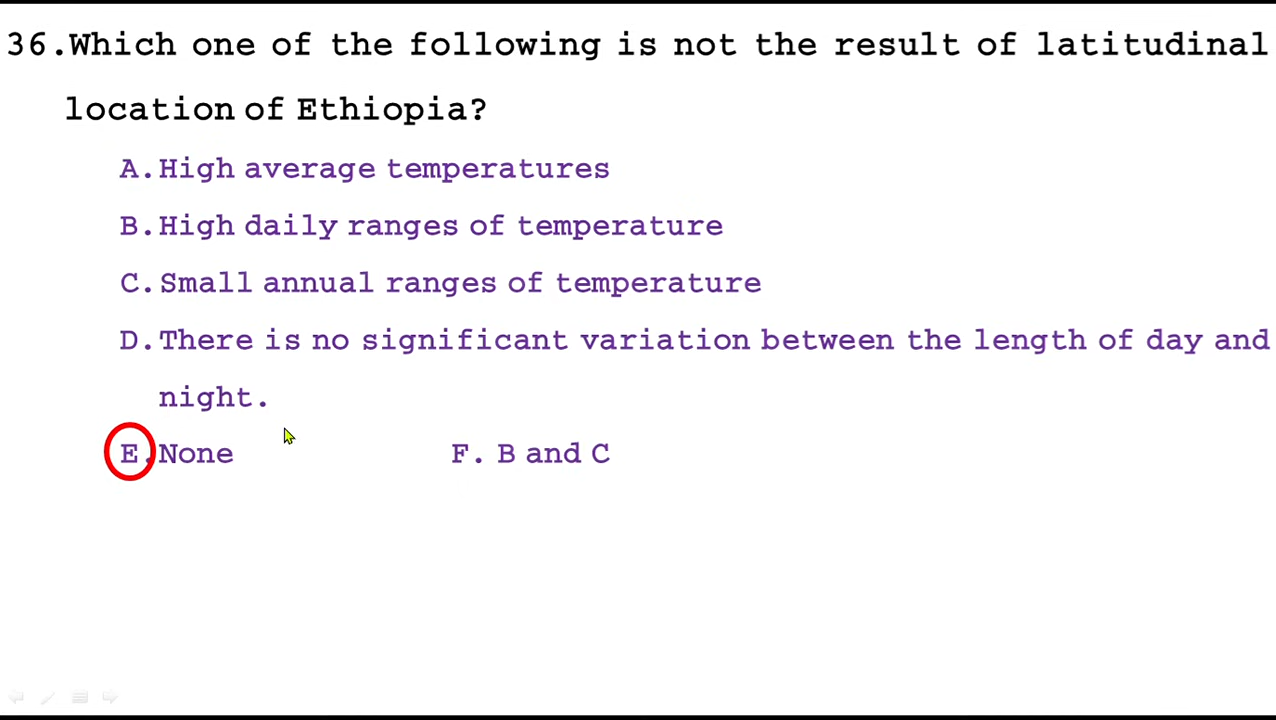 36.Which one of the following is not the result of latitudinal
location of Ethiopia?
A.High average temperatures
B.High daily ranges of temperature
C.Small annual ranges of temperature
D.There is no significant variation between the length of day and
night.
E.None F. B and C